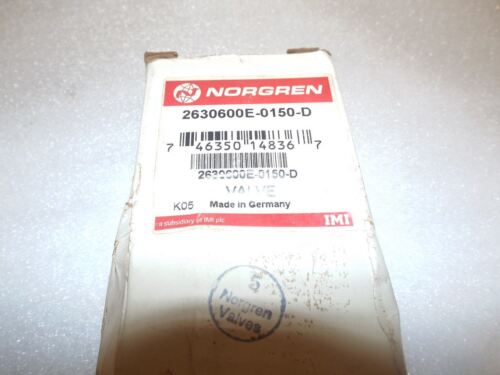 NORGREN
2630600E-0150-D
7 46350 14836 7
2630600E-0150-D
VALVE
K05 Made in Germany
a subsidiary of IMI plc
IMI
5
Norgren
Valves